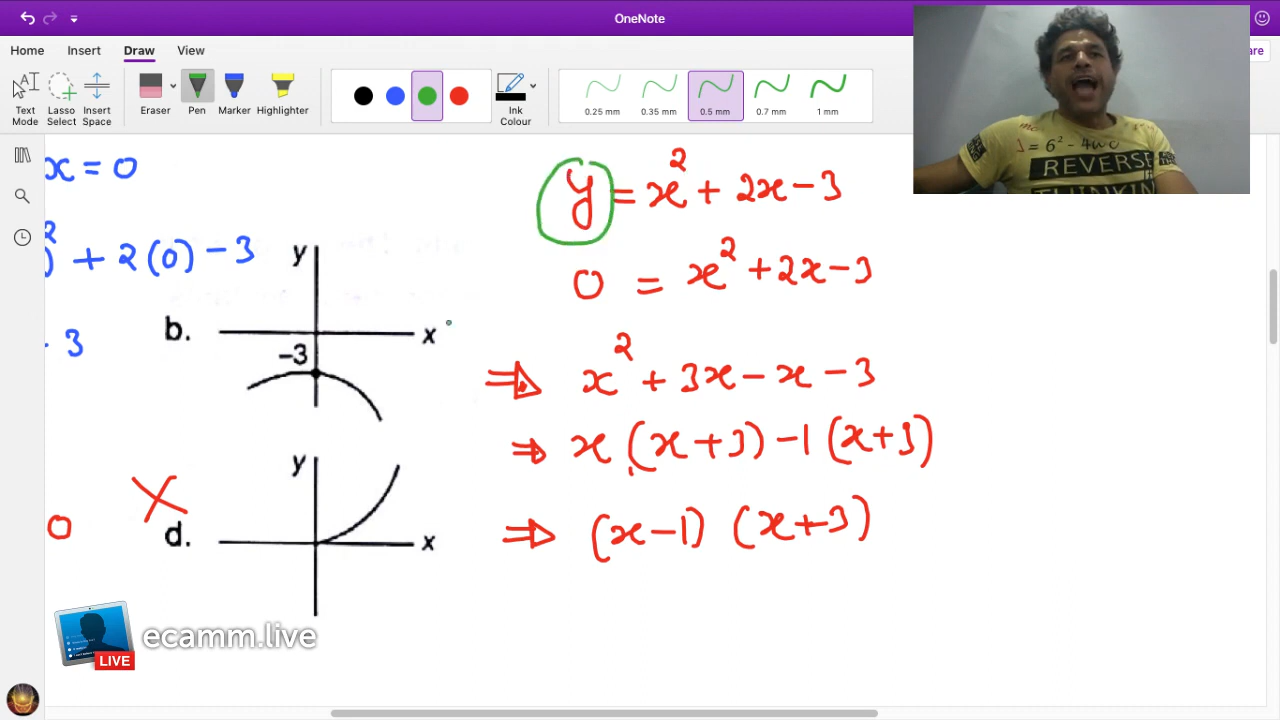 OneNote
Home Insert Draw View
Text Mode
Lasso Select
Insert Space
Eraser
Pen
Marker
Highlighter
Ink Colour
0.25 mm
0.35 mm
0.5 mm
0.7 mm
1 mm
are
REVERSE
THINKIN
x = 0
2 + 2(0) - 3
- 3
0
b.
y
x
-3
d.
y
x
y = x² + 2x - 3
0 = x² + 2x - 3
⇒ x² + 3x - x - 3
⇒ x (x + 3) - 1 (x + 3)
⇒ (x - 1) (x + 3)
ecamm.live
LIVE